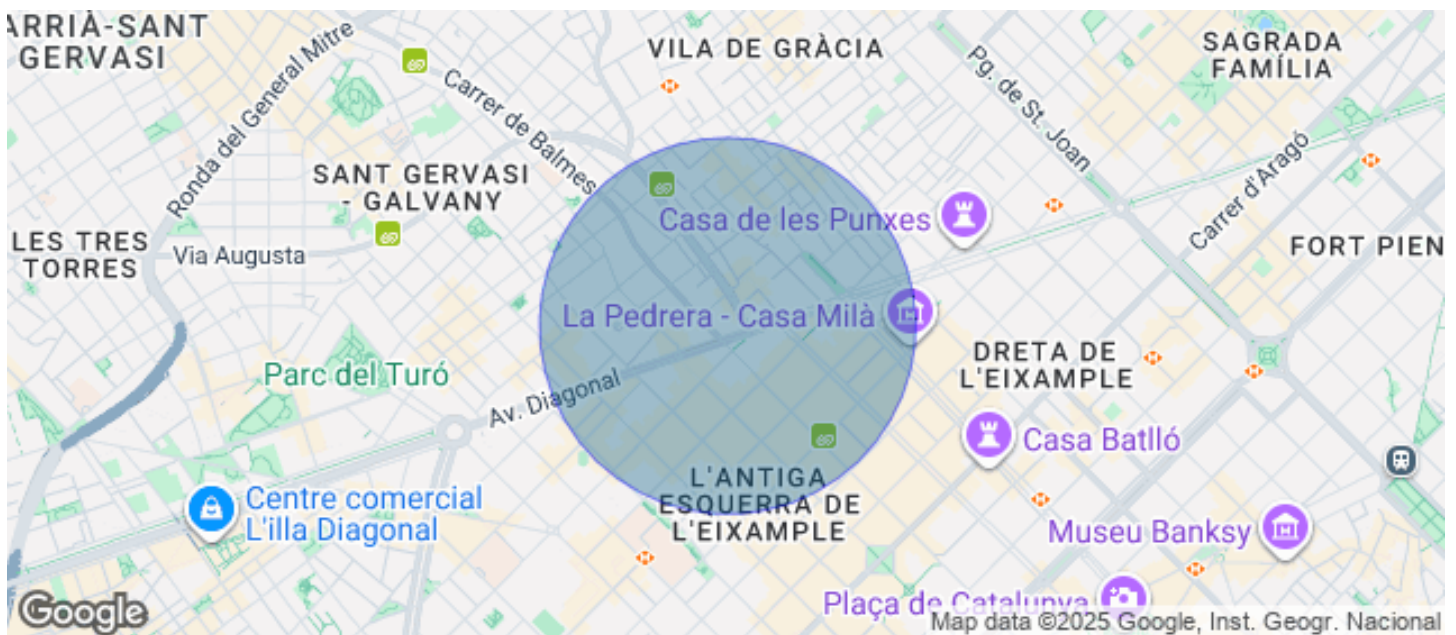 ARRIÀ-SANT
GERVASI
Ronda del General Mitre
Carrer de Balmes
VILA DE GRÀCIA
Pg. de St. Joan
SAGRADA
FAMÍLIA
SANT GERVASI
- GALVANY
LES TRES
TORRES
Via Augusta
Casa de les Punxes
Carrer d'Aragó
FORT PIEN
La Pedrera - Casa Milà
DRETA DE
L'EIXAMPLE
Parc del Turó
Av. Diagonal
Casa Batlló
L'ANTIGA
ESQUERRA DE
L'EIXAMPLE
Centre comercial
L'illa Diagonal
Museu Banksy
Plaça de Catalunya
Google
Map data ©2025 Google, Inst. Geogr. Nacional